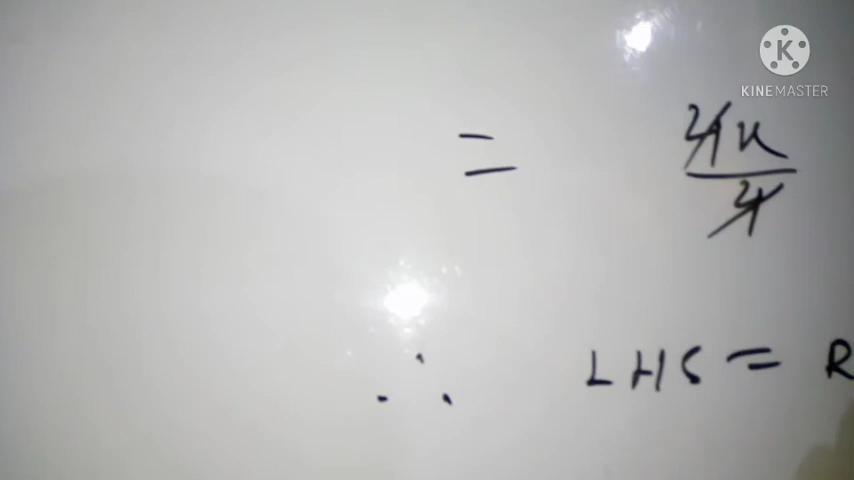 KINEMASTER
= 4x/4
∴ LHS = R